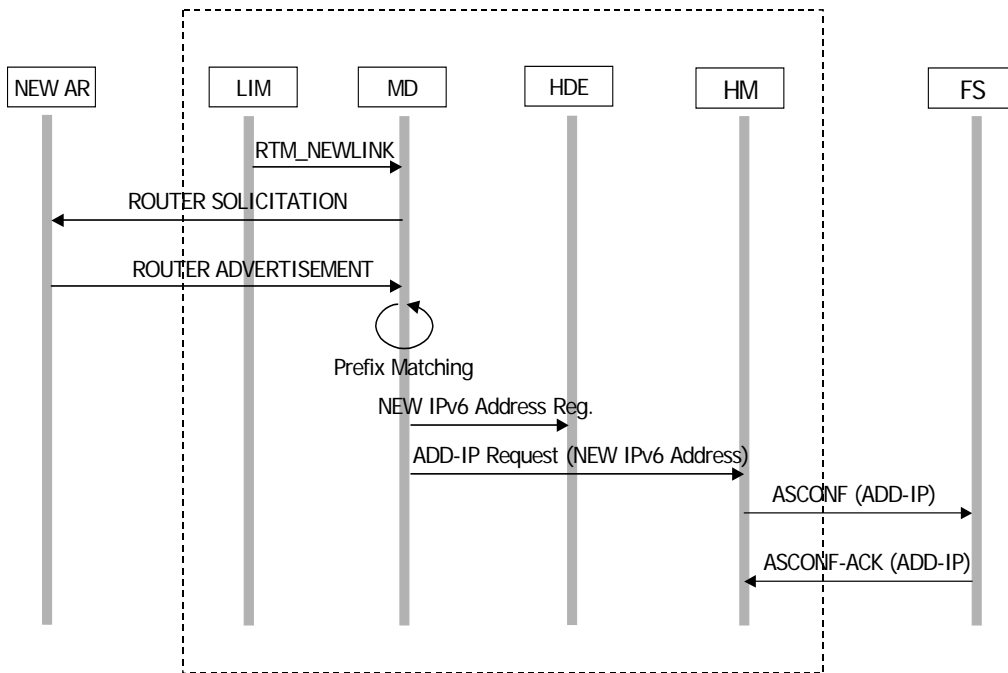 NEW AR
LIM
MD
HDE
HM
FS
RTM_NEWLINK
ROUTER SOLICITATION
ROUTER ADVERTISEMENT
Prefix Matching
NEW IPv6 Address Reg.
ADD-IP Request (NEW IPv6 Address)
ASCONF (ADD-IP)
ASCONF-ACK (ADD-IP)